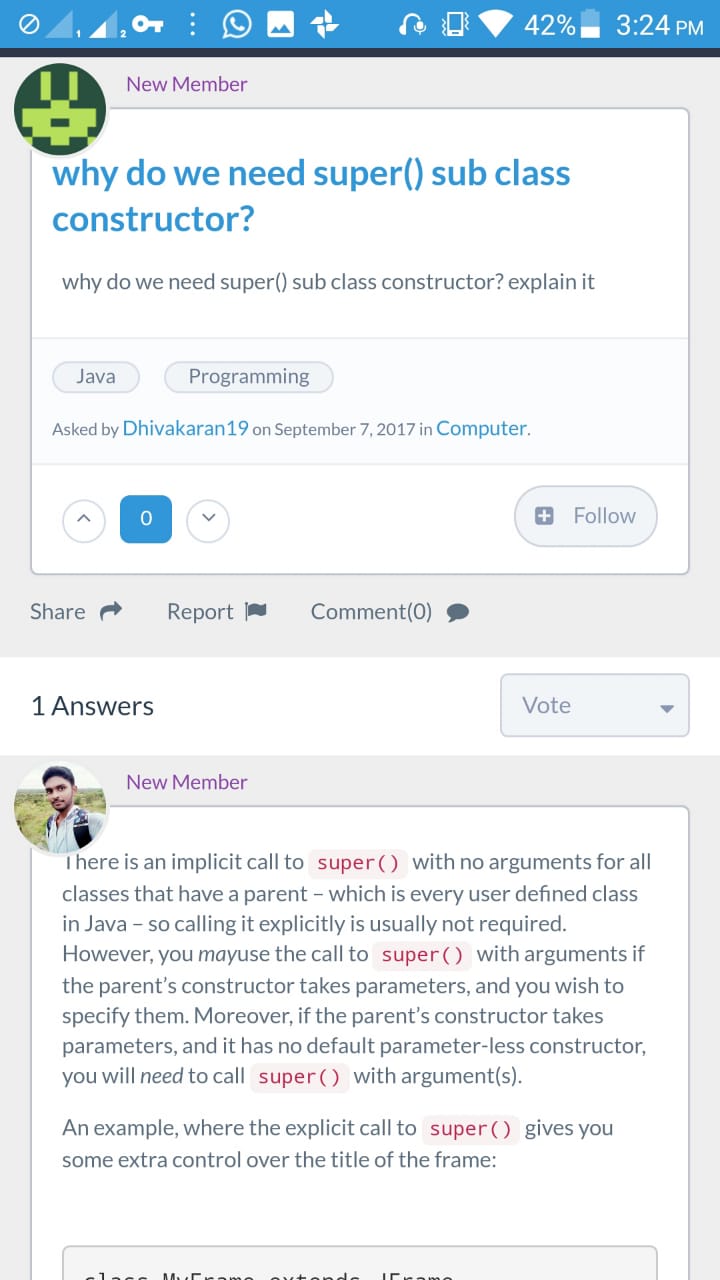 1 2 42% 3:24 PM
New Member
why do we need super() sub class
constructor?
why do we need super() sub class constructor? explain it
Java Programming
Asked by Dhivakaran19 on September 7, 2017 in Computer.
0 Follow
Share Report Comment(0)
1 Answers Vote
New Member
There is an implicit call to super() with no arguments for all
classes that have a parent – which is every user defined class
in Java – so calling it explicitly is usually not required.
However, you mayuse the call to super() with arguments if
the parent's constructor takes parameters, and you wish to
specify them. Moreover, if the parent's constructor takes
parameters, and it has no default parameter-less constructor,
you will need to call super() with argument(s).
An example, where the explicit call to super() gives you
some extra control over the title of the frame:
class MyFrame extends JFrame